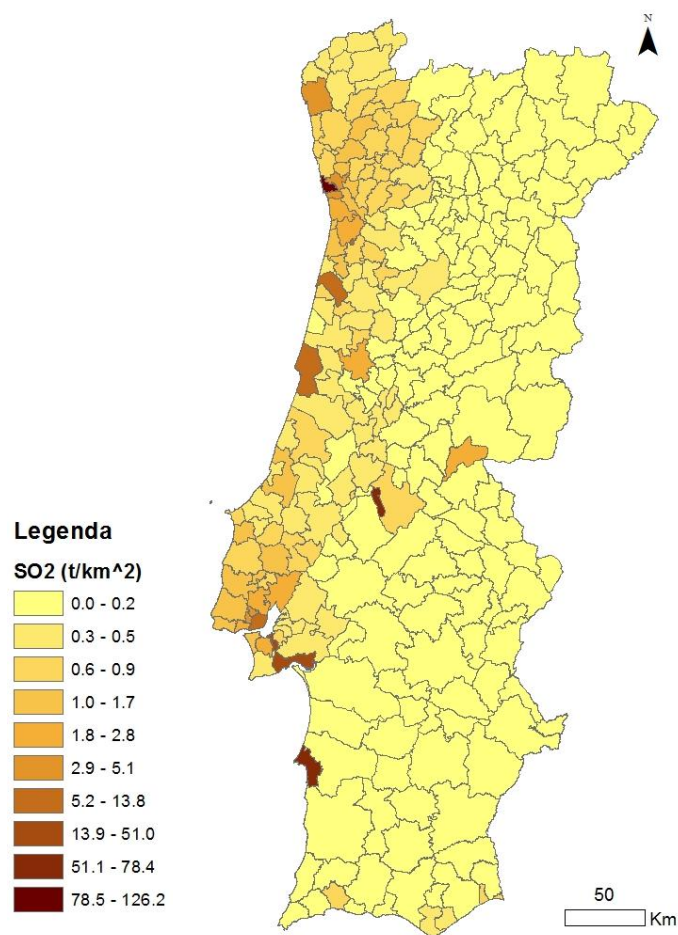 N
Legenda
SO2 (t/km^2)
0.0 - 0.2
0.3 - 0.5
0.6 - 0.9
1.0 - 1.7
1.8 - 2.8
2.9 - 5.1
5.2 - 13.8
13.9 - 51.0
51.1 - 78.4
78.5 - 126.2
50
Km